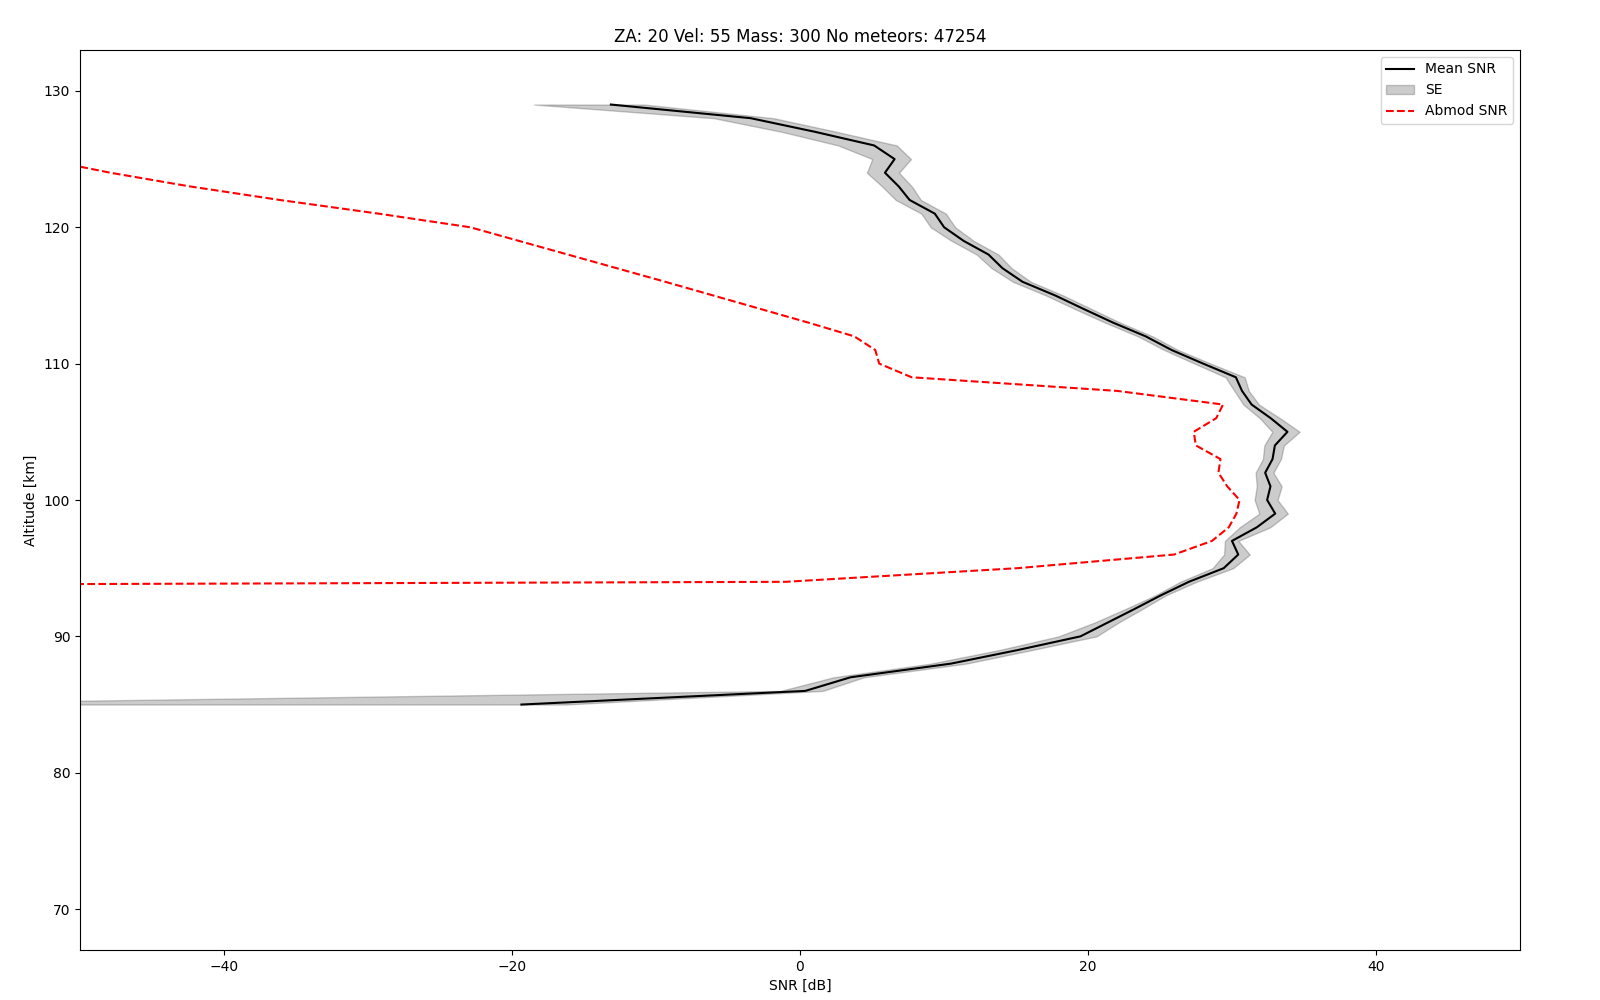 ZA: 20 Vel: 55 Mass: 300 No meteors: 47254
Mean SNR
SE
Abmod SNR
130
120
110
100
90
80
70
Altitude [km]
−40
−20
0
20
40
SNR [dB]